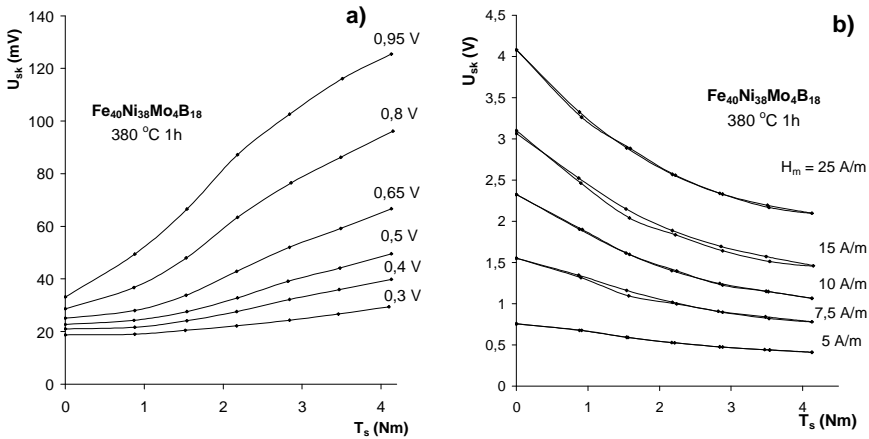 a)
U_sk (mV)
140
120
100
80
60
40
20
0
0 1 2 3 4
T_s (Nm)
Fe₄₀Ni₃₈Mo₄B₁₈
380 °C 1h
0,95 V
0,8 V
0,65 V
0,5 V
0,4 V
0,3 V
b)
U_sk (V)
4,5
4
3,5
3
2,5
2
1,5
1
0,5
0
0 1 2 3 4 5
T_s (Nm)
Fe₄₀Ni₃₈Mo₄B₁₈
380 °C 1h
H_m = 25 A/m
15 A/m
10 A/m
7,5 A/m
5 A/m